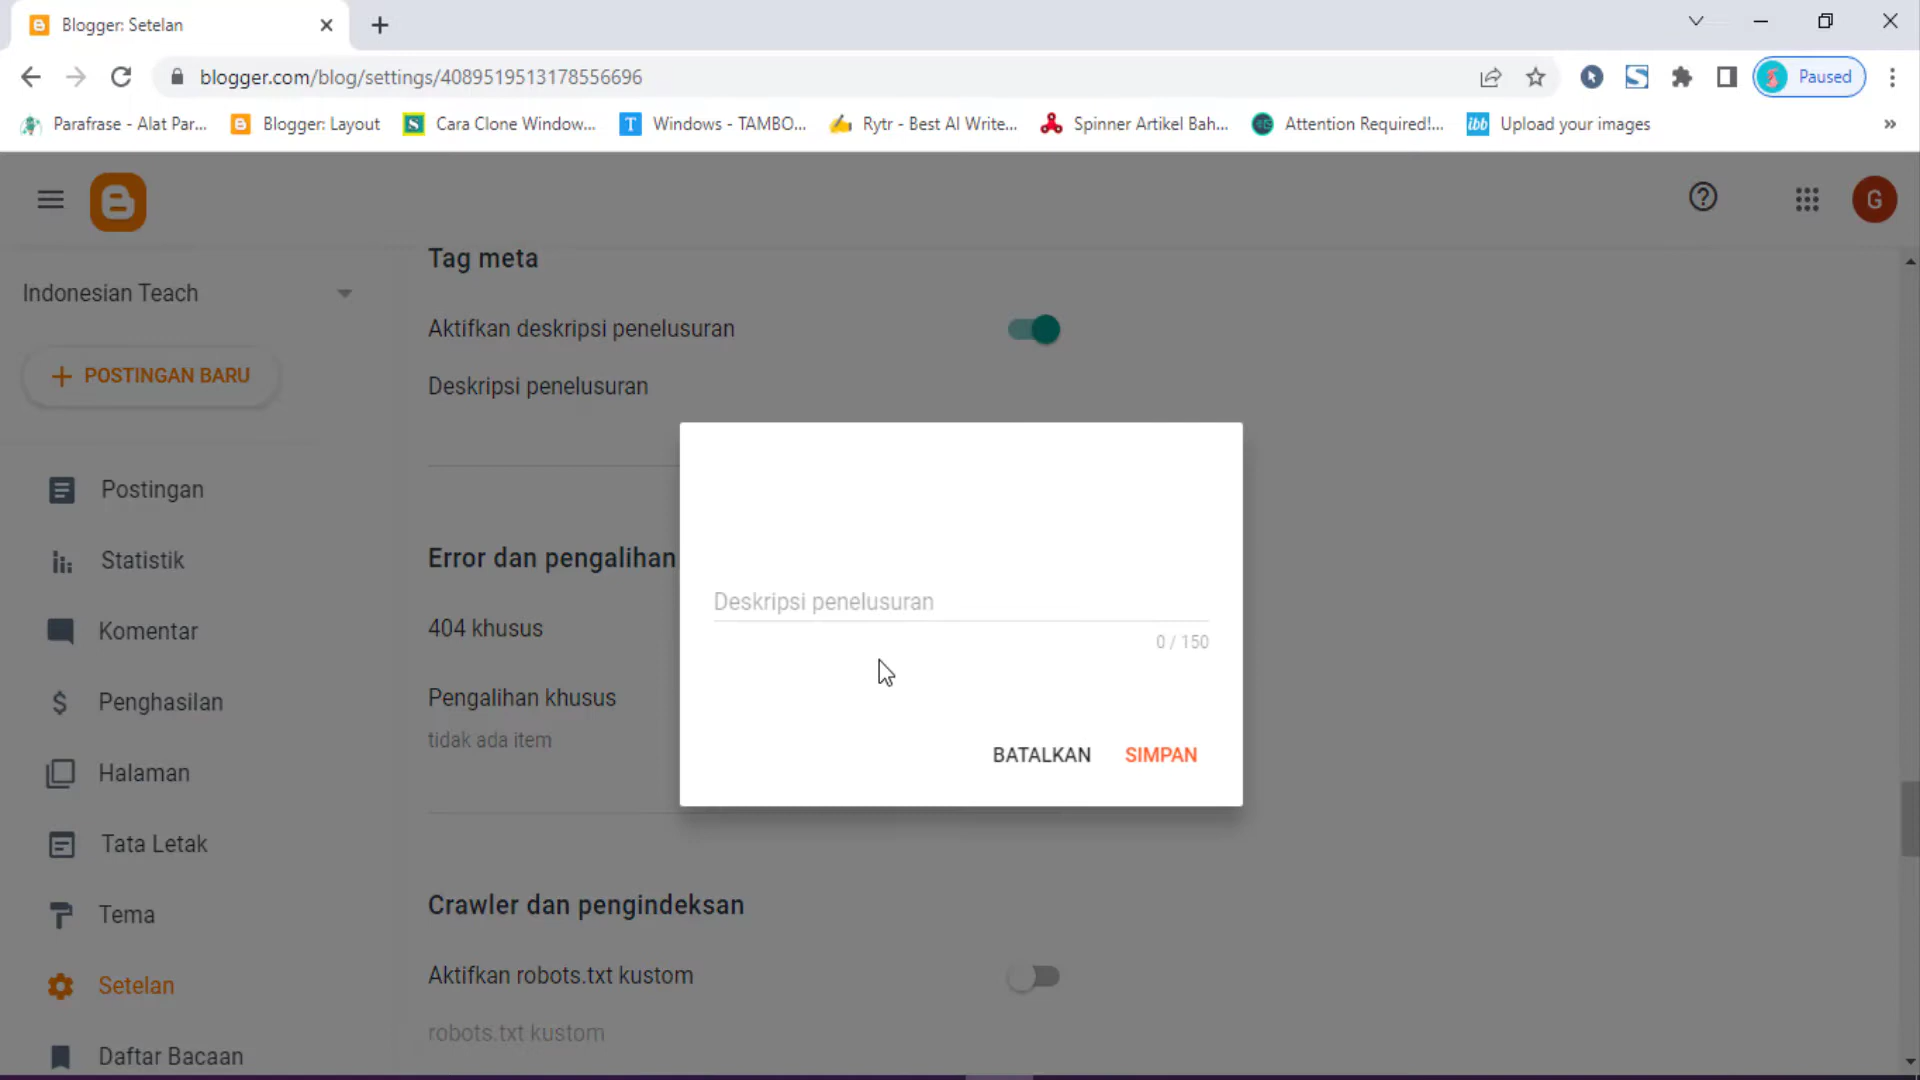 Blogger: Setelan
blogger.com/blog/settings/4089519513178556696
Paused
Parafrase - Alat Par...
Blogger: Layout
Cara Clone Window...
Windows - TAMBO...
Rytr - Best AI Write...
Spinner Artikel Bah...
Attention Required!...
Upload your images
G
Indonesian Teach
POSTINGAN BARU
Postingan
Statistik
Komentar
Penghasilan
Halaman
Tata Letak
Tema
Setelan
Daftar Bacaan
Tag meta
Aktifkan deskripsi penelusuran
Deskripsi penelusuran
Error dan pengalihan
404 khusus
Pengalihan khusus
tidak ada item
Crawler dan pengindeksan
Aktifkan robots.txt kustom
robots.txt kustom
Deskripsi penelusuran
0 / 150
BATALKAN SIMPAN